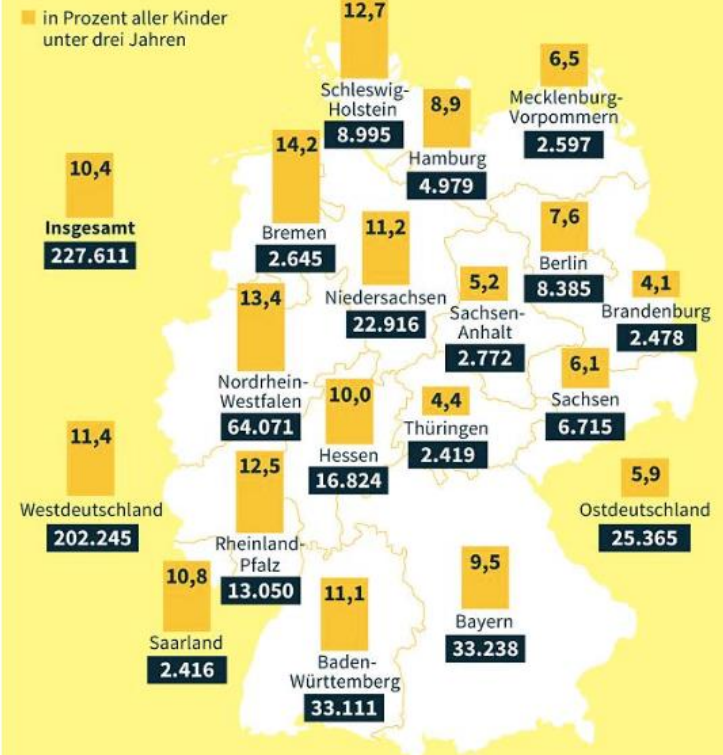 in Prozent aller Kinder
unter drei Jahren
12,7
Schleswig-
Holstein
8.995
6,5
Mecklenburg-
Vorpommern
2.597
8,9
Hamburg
4.979
14,2
Bremen
2.645
10,4
Insgesamt
227.611
11,2
Niedersachsen
22.916
7,6
Berlin
8.385
5,2
Sachsen-
Anhalt
2.772
4,1
Brandenburg
2.478
13,4
Nordrhein-
Westfalen
64.071
6,1
Sachsen
6.715
10,0
Hessen
16.824
4,4
Thüringen
2.419
11,4
Westdeutschland
202.245
12,5
Rheinland-
Pfalz
13.050
5,9
Ostdeutschland
25.365
10,8
Saarland
2.416
11,1
Baden-
Württemberg
33.111
9,5
Bayern
33.238